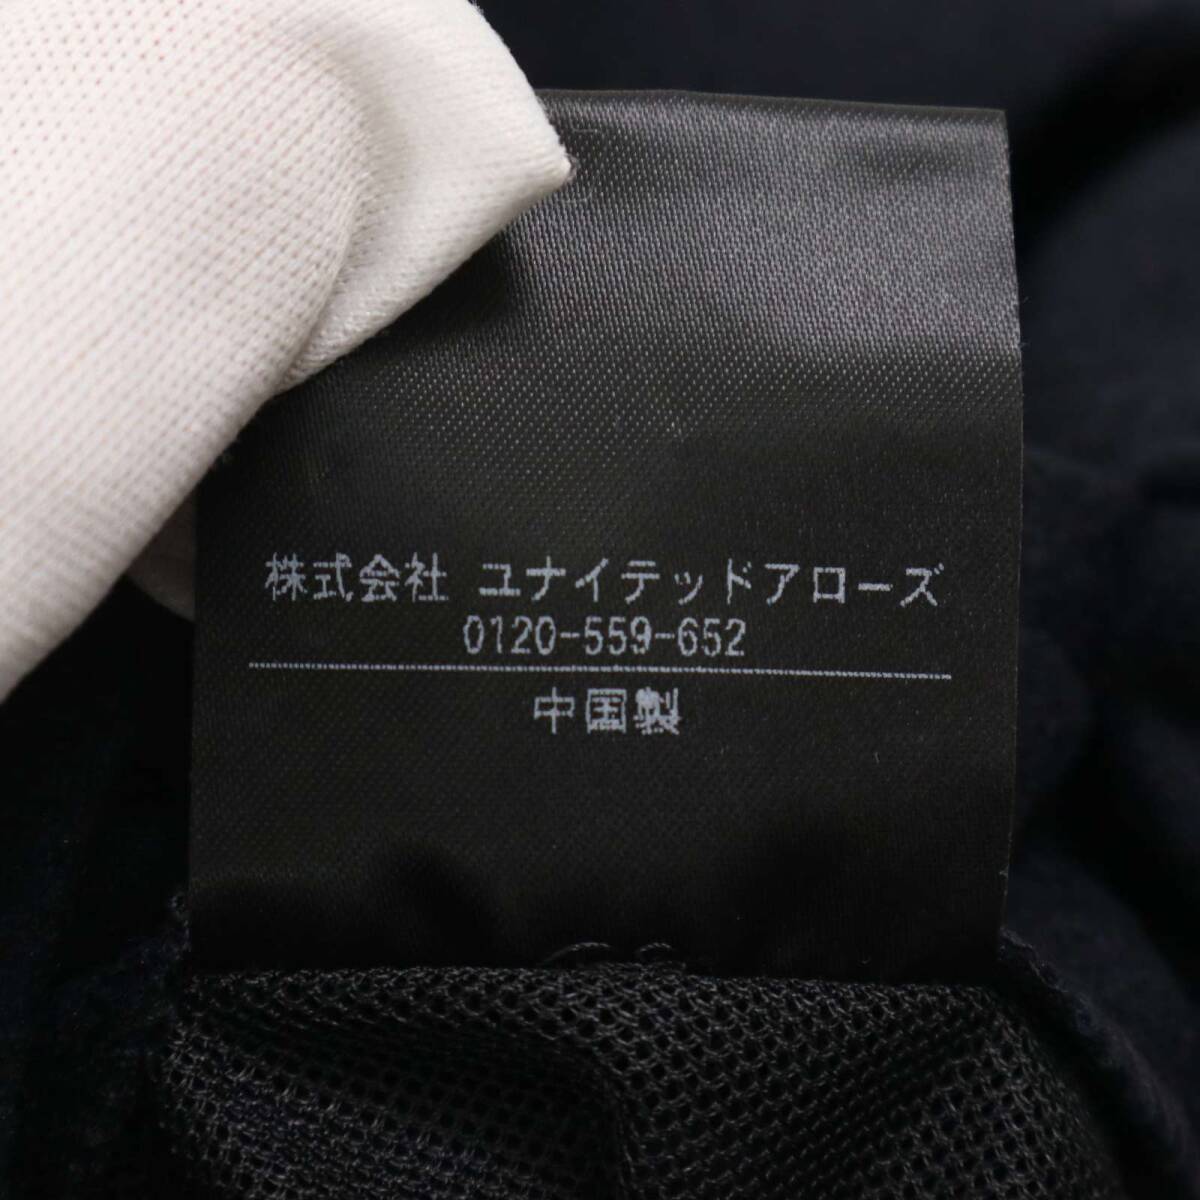 株式会社 ユナイテッドアローズ
0120-559-652
中国製